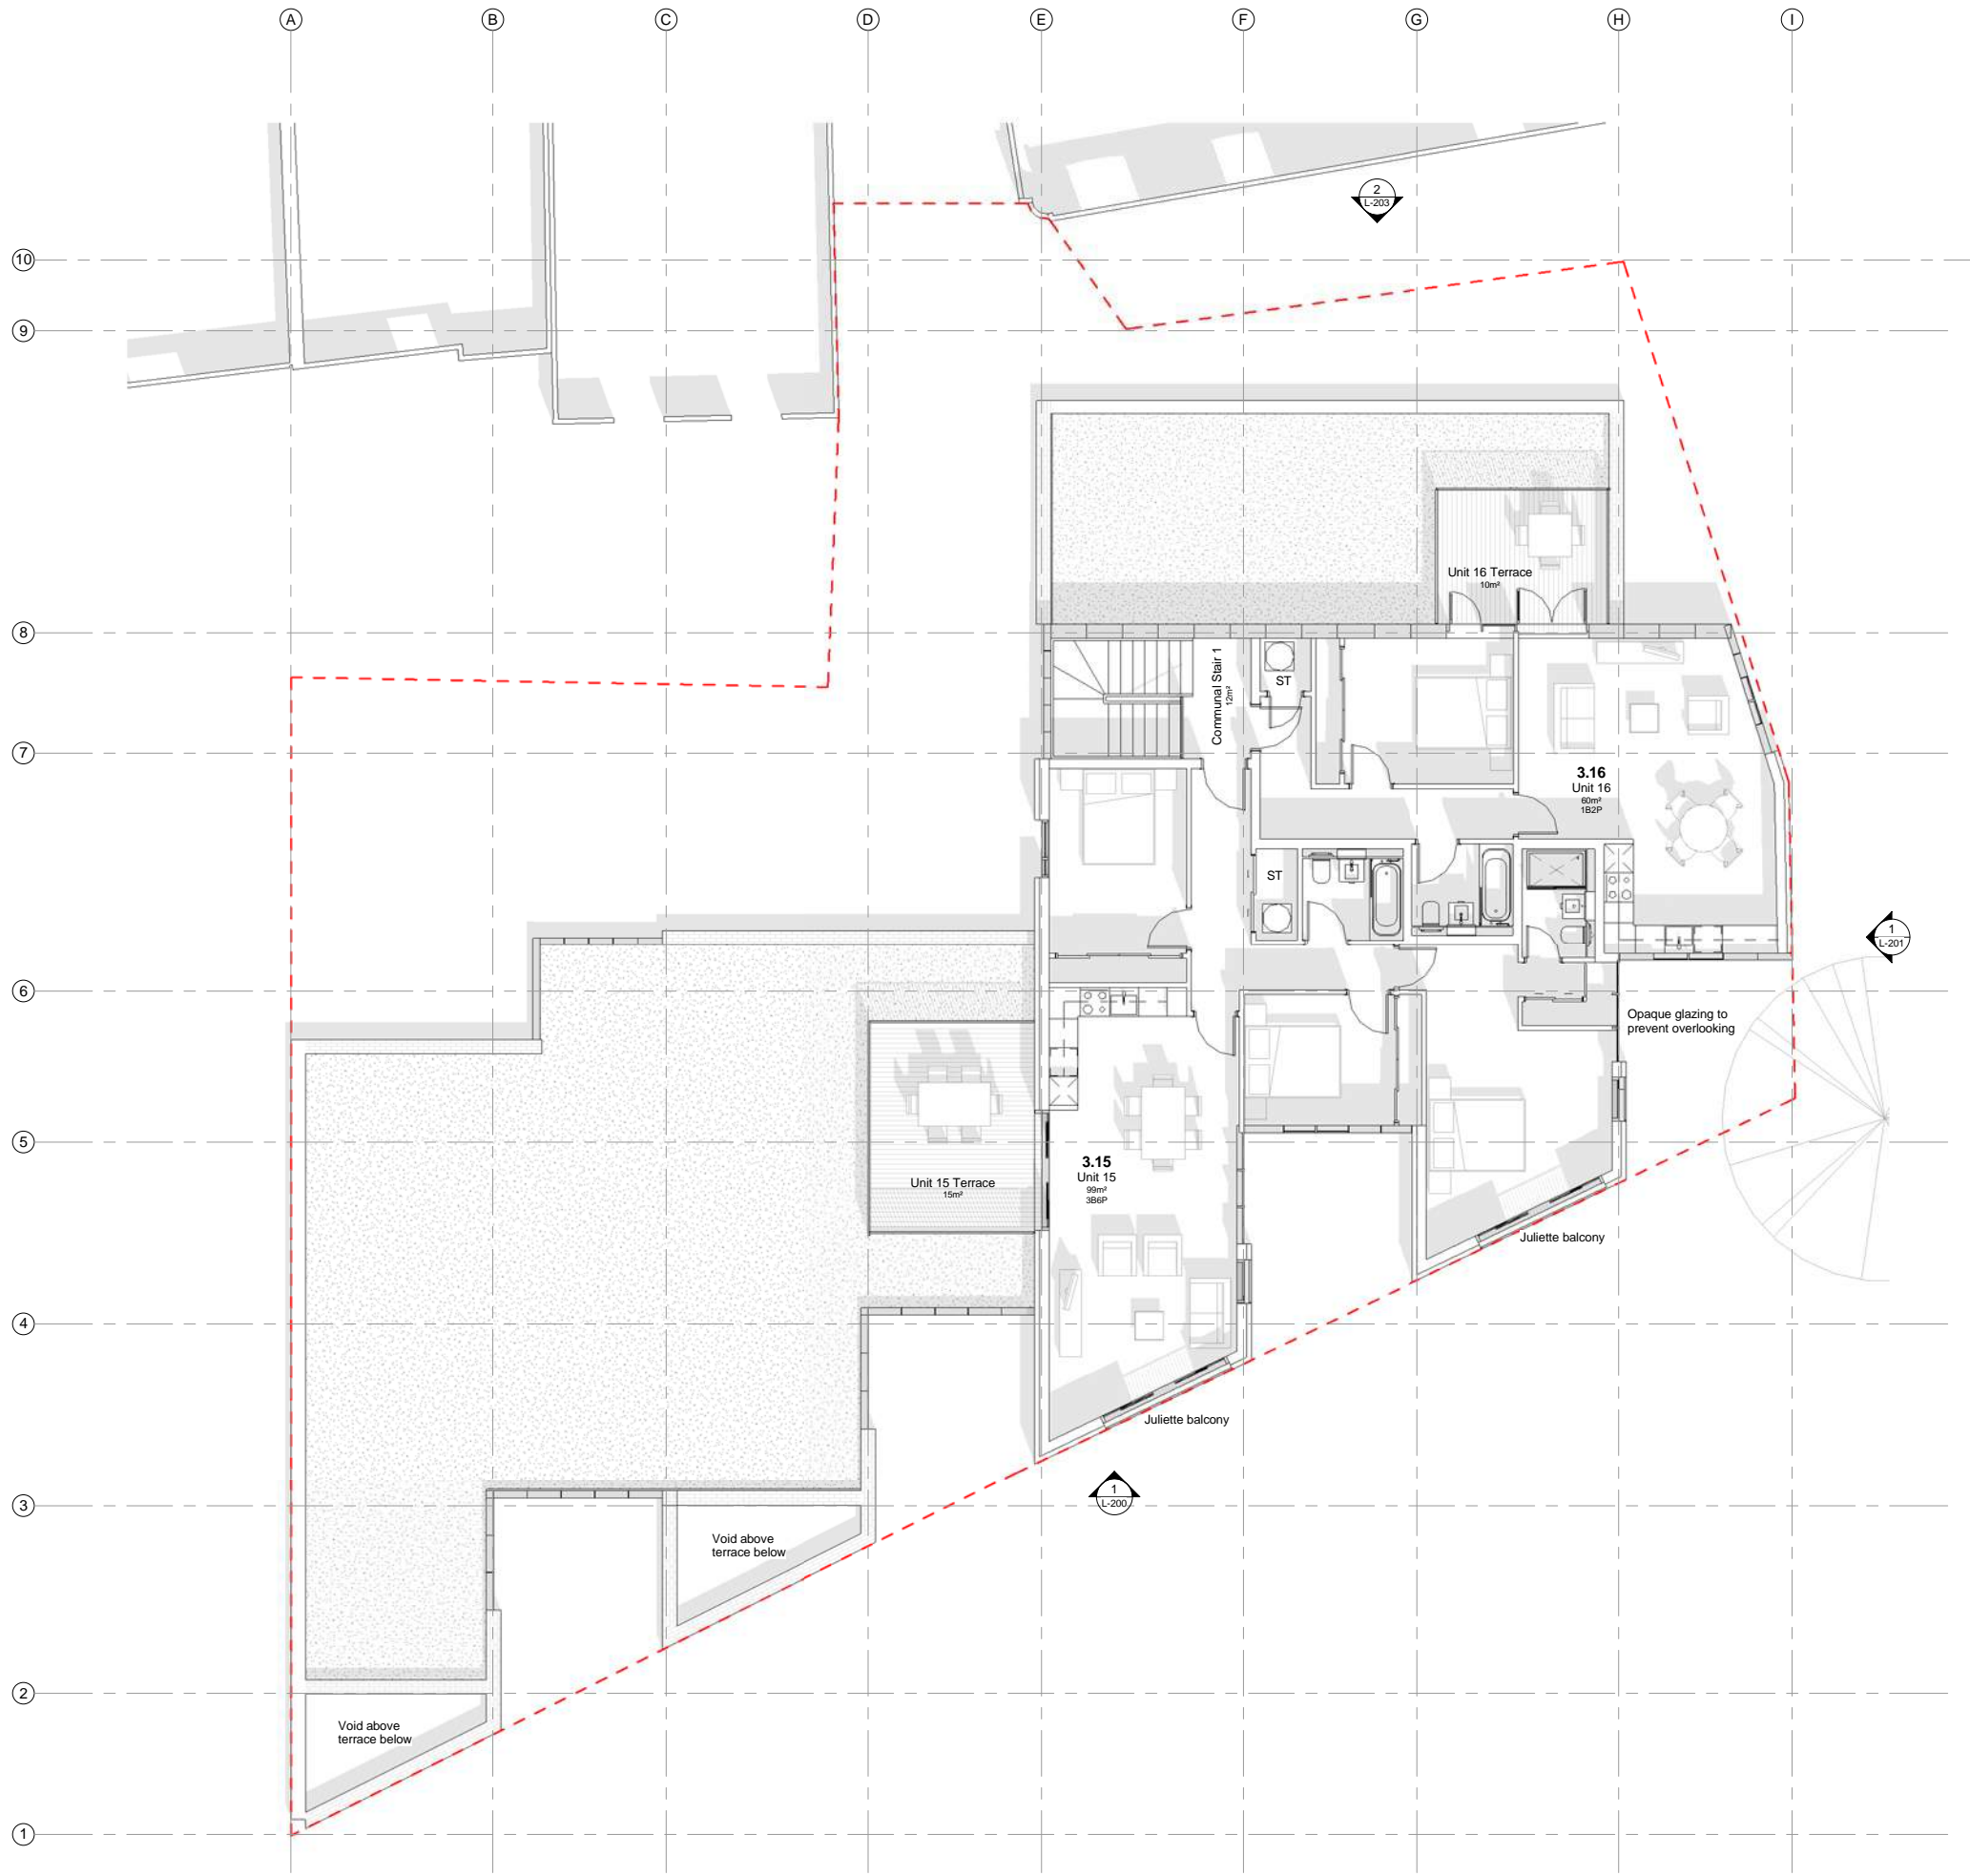 A
B
C
D
E
F
G
H
I
2
L-203
10
9
Unit 16 Terrace
10m²
8
Communal Stair 1
12m²
ST
7
3.16
Unit 16
60m²
1B2P
ST
1
L-201
6
Opaque glazing to
prevent overlooking
5
3.15
Unit 15
99m²
3B6P
Unit 15 Terrace
15m²
Juliette balcony
4
Juliette balcony
1
L-200
3
Void above
terrace below
2
Void above
terrace below
1